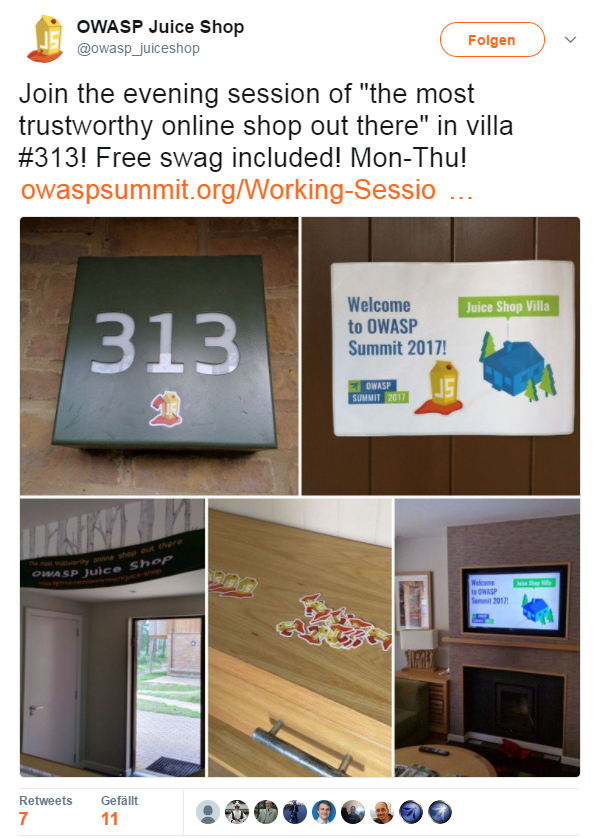 OWASP Juice Shop
@owasp_juiceshop
Folgen
Join the evening session of "the most
trustworthy online shop out there" in villa
#313! Free swag included! Mon-Thu!
owaspsummit.org/Working-Sessio …
313
JS
Welcome
to OWASP
Summit 2017!
Juice Shop Villa
OWASP
SUMMIT 2017
JS
The most trustworthy online shop out there
OWASP Juice Shop
Welcome
to OWASP
Summit 2017!
Juice Shop Villa
Retweets
7
Gefällt
11